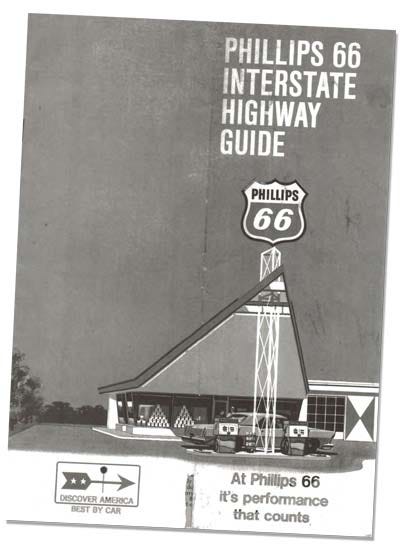 PHILLIPS 66
INTERSTATE
HIGHWAY
GUIDE
PHILLIPS
66
DISCOVER AMERICA
BEST BY CAR
At Phillips 66
it's performance
that counts